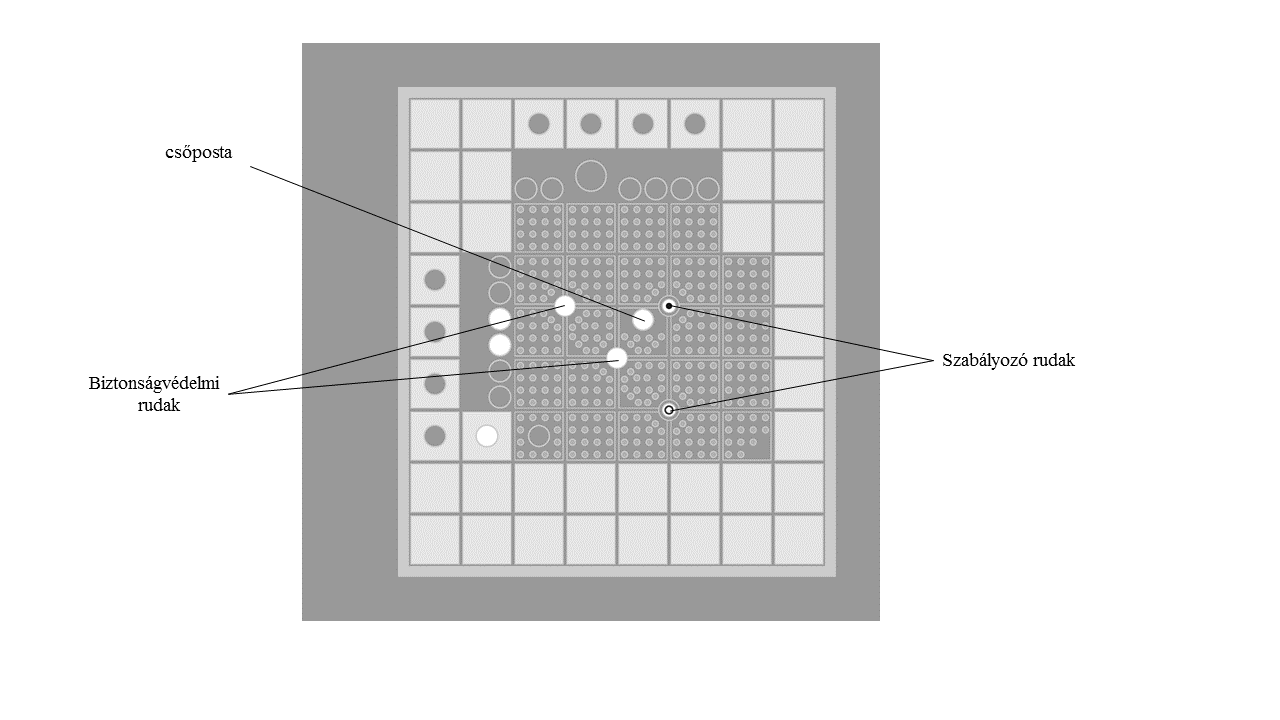 csőposta
Biztonságvédelmi
rudak
Szabályozó rudak